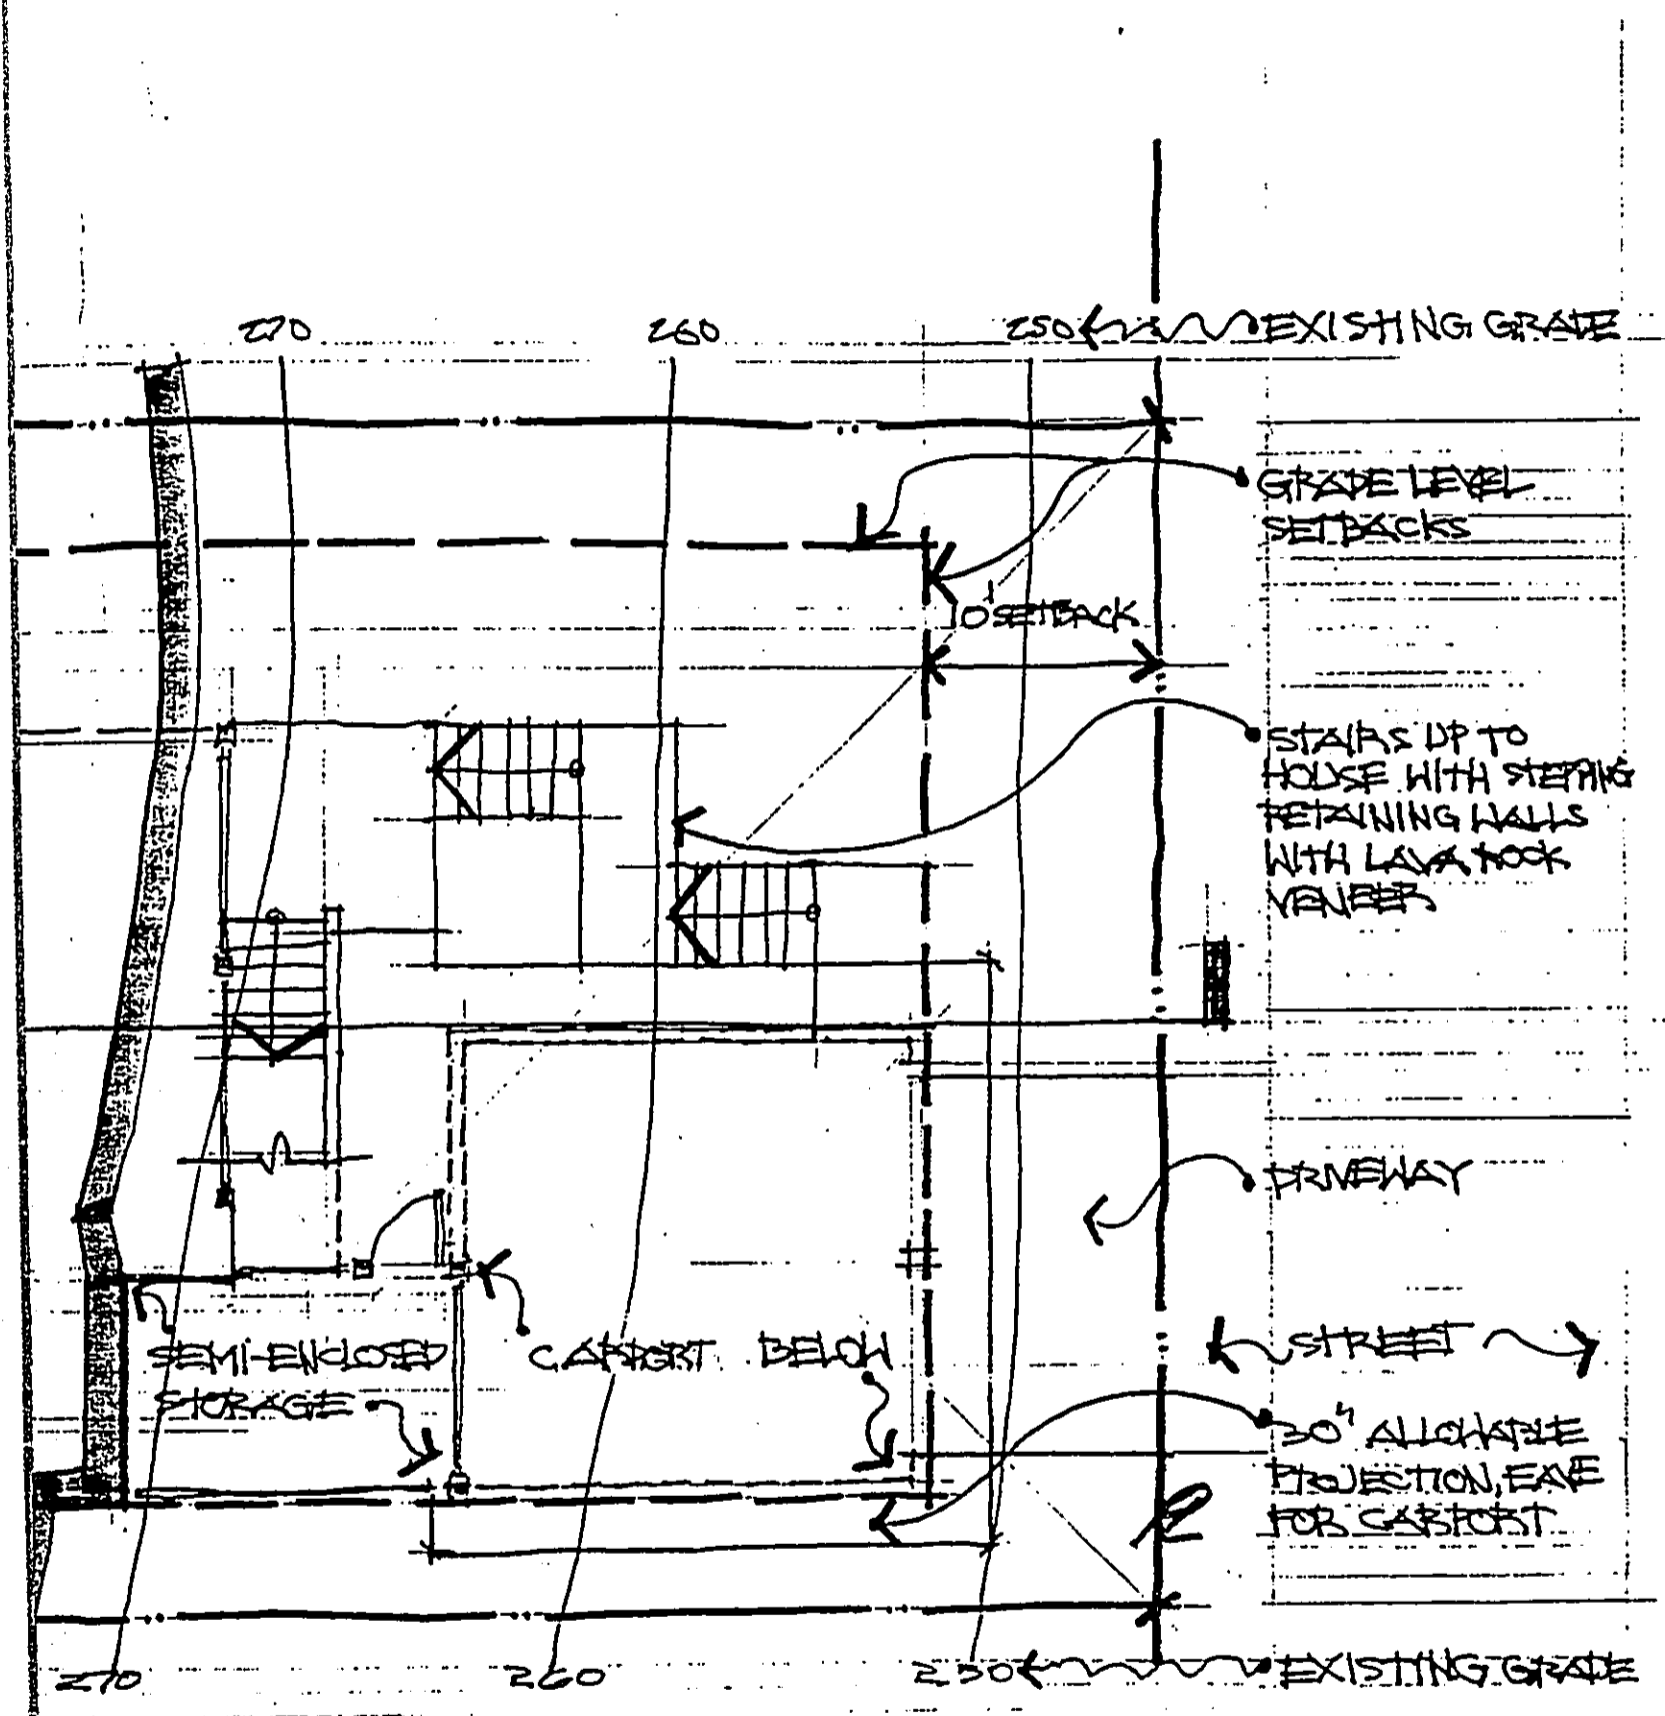 270 260 250 EXISTING GRADE
GRADE LEVEL
SETBACKS
10' SETBACK
STAIRS UP TO
HOUSE WITH STEPPING
RETAINING WALLS
WITH LAVA ROCK
VENEER
DRIVEWAY
STREET
SEMI-ENCLOSED
STORAGE
CARPORT BELOW
30" ALLOWABLE
PROJECTION, EAVE
FOR CARPORT
270 260 250 EXISTING GRADE